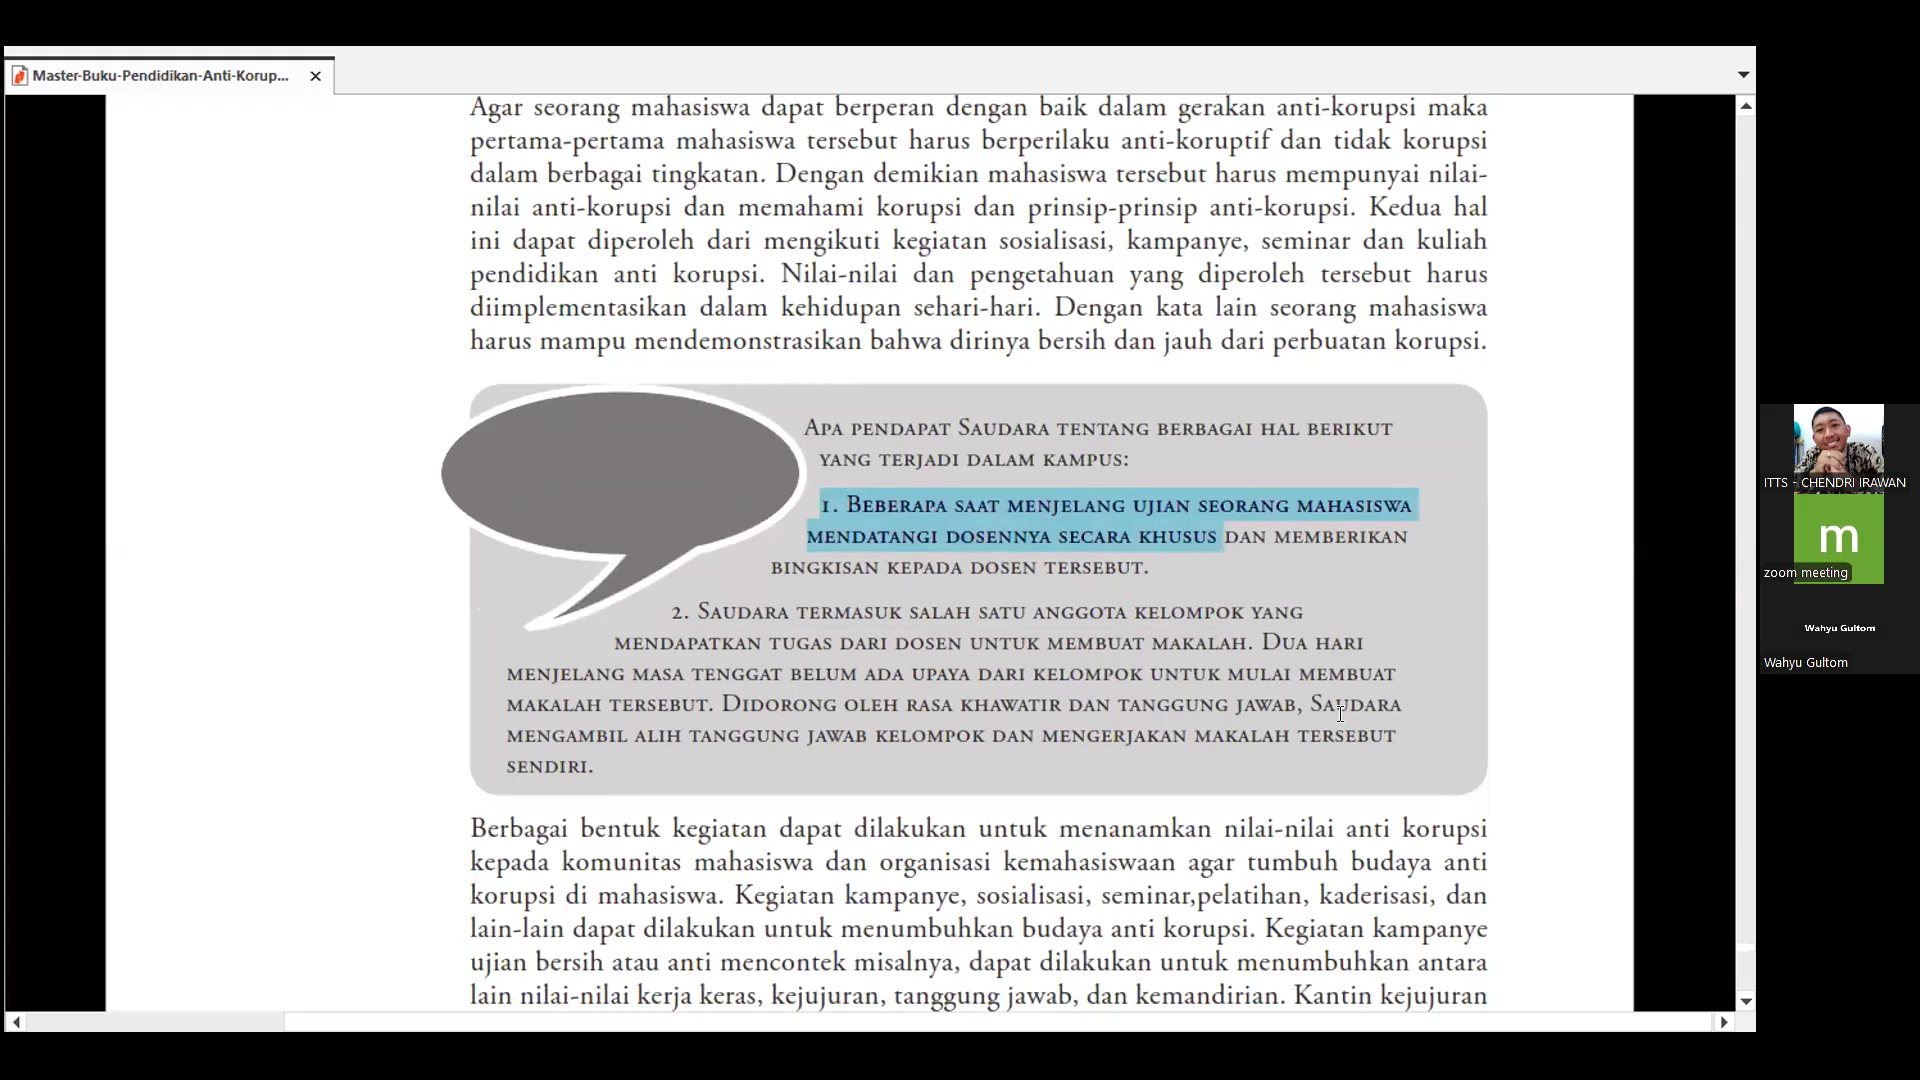 Master-Buku-Pendidikan-Anti-Korup...
Agar seorang mahasiswa dapat berperan dengan baik dalam gerakan anti-korupsi maka
pertama-pertama mahasiswa tersebut harus berperilaku anti-koruptif dan tidak korupsi
dalam berbagai tingkatan. Dengan demikian mahasiswa tersebut harus mempunyai nilai-
nilai anti-korupsi dan memahami korupsi dan prinsip-prinsip anti-korupsi. Kedua hal
ini dapat diperoleh dari mengikuti kegiatan sosialisasi, kampanye, seminar dan kuliah
pendidikan anti korupsi. Nilai-nilai dan pengetahuan yang diperoleh tersebut harus
diimplementasikan dalam kehidupan sehari-hari. Dengan kata lain seorang mahasiswa
harus mampu mendemonstrasikan bahwa dirinya bersih dan jauh dari perbuatan korupsi.
Apa pendapat Saudara tentang berbagai hal berikut
yang terjadi dalam kampus:
1. Beberapa saat menjelang ujian seorang mahasiswa
mendatangi dosennya secara khusus dan memberikan
bingkisan kepada dosen tersebut.
2. Saudara termasuk salah satu anggota kelompok yang
mendapatkan tugas dari dosen untuk membuat makalah. Dua hari
menjelang masa tenggat belum ada upaya dari kelompok untuk mulai membuat
makalah tersebut. Didorong oleh rasa khawatir dan tanggung jawab, Saudara
mengambil alih tanggung jawab kelompok dan mengerjakan makalah tersebut
sendiri.
Berbagai bentuk kegiatan dapat dilakukan untuk menanamkan nilai-nilai anti korupsi
kepada komunitas mahasiswa dan organisasi kemahasiswaan agar tumbuh budaya anti
korupsi di mahasiswa. Kegiatan kampanye, sosialisasi, seminar,pelatihan, kaderisasi, dan
lain-lain dapat dilakukan untuk menumbuhkan budaya anti korupsi. Kegiatan kampanye
ujian bersih atau anti mencontek misalnya, dapat dilakukan untuk menumbuhkan antara
lain nilai-nilai kerja keras, kejujuran, tanggung jawab, dan kemandirian. Kantin kejujuran
ITTS - CHENDRI IRAWAN
m
zoom meeting
Wahyu Gultom
Wahyu Gultom